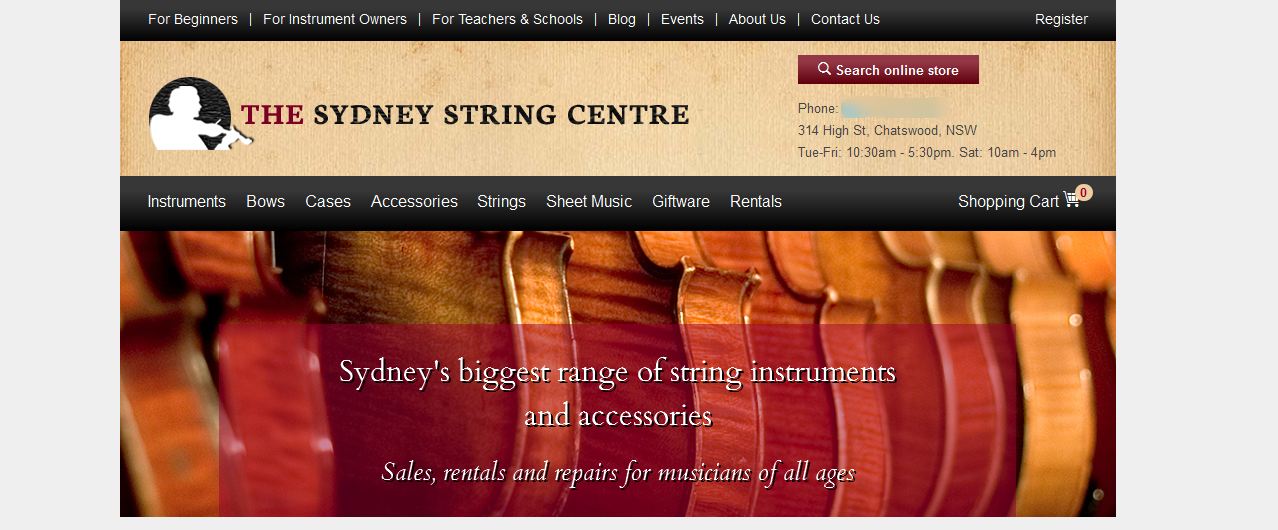 For Beginners | For Instrument Owners | For Teachers & Schools | Blog | Events | About Us | Contact Us Register
Search online store
THE SYDNEY STRING CENTRE
Phone:
314 High St, Chatswood, NSW
Tue-Fri: 10:30am - 5:30pm. Sat: 10am - 4pm
Instruments Bows Cases Accessories Strings Sheet Music Giftware Rentals Shopping Cart 0
Sydney's biggest range of string instruments
and accessories
Sales, rentals and repairs for musicians of all ages